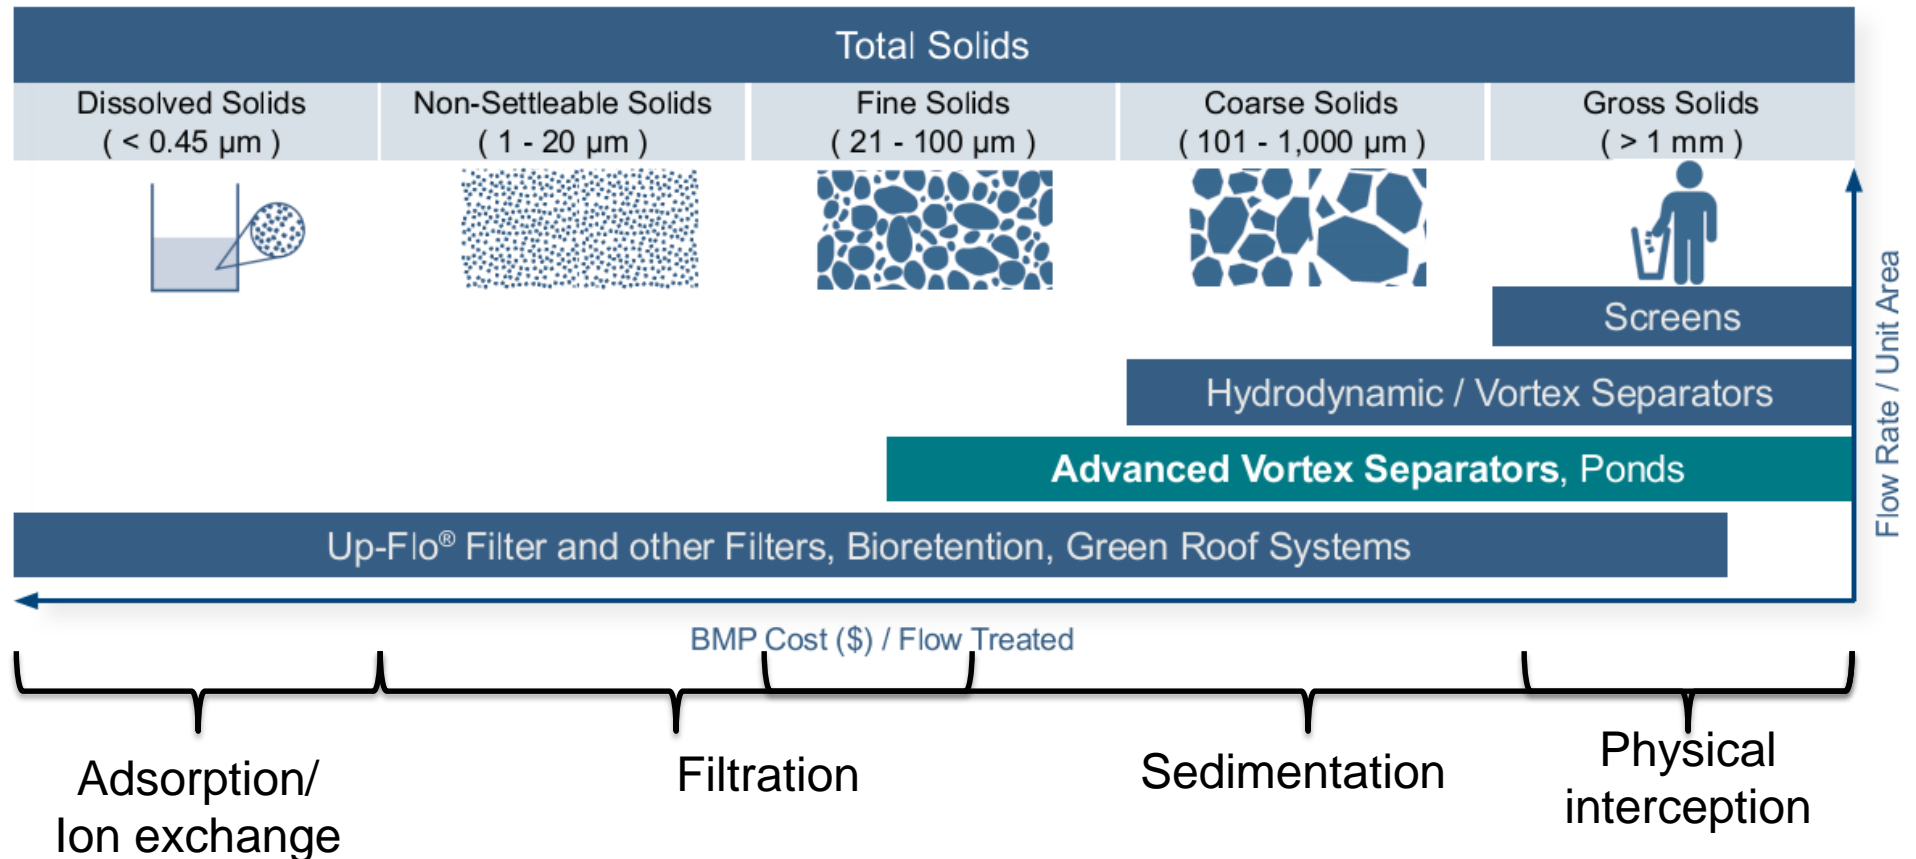 Total Solids
Dissolved Solids
( < 0.45 µm )
Non-Settleable Solids
( 1 - 20 µm )
Fine Solids
( 21 - 100 µm )
Coarse Solids
( 101 - 1,000 µm )
Gross Solids
( > 1 mm )
Screens
Hydrodynamic / Vortex Separators
Advanced Vortex Separators, Ponds
Up-Flo® Filter and other Filters, Bioretention, Green Roof Systems
Flow Rate / Unit Area
BMP Cost ($) / Flow Treated
Adsorption/
Ion exchange
Filtration
Sedimentation
Physical
interception